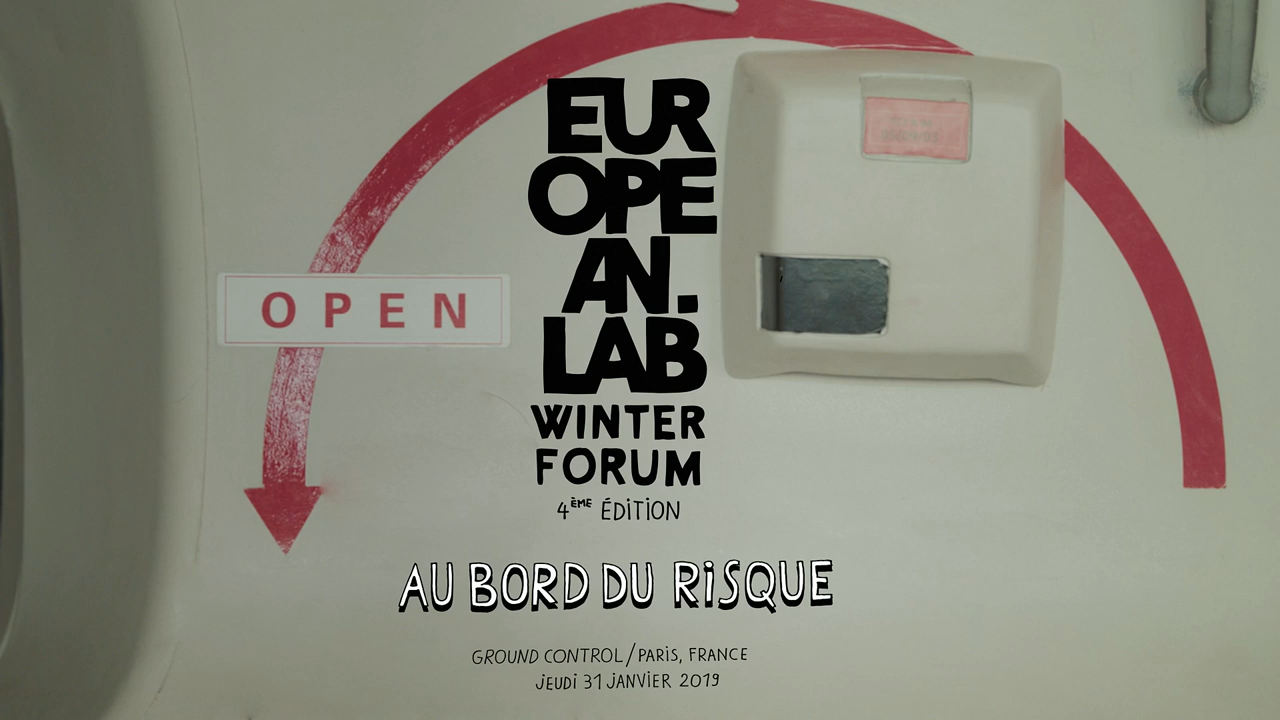 EUR
OPE
AN.
LAB
WINTER
FORUM
4ÈME ÉDITION
OPEN
AU BORD DU RISQUE
GROUND CONTROL/PARIS, FRANCE
JEUDI 31 JANVIER 2019